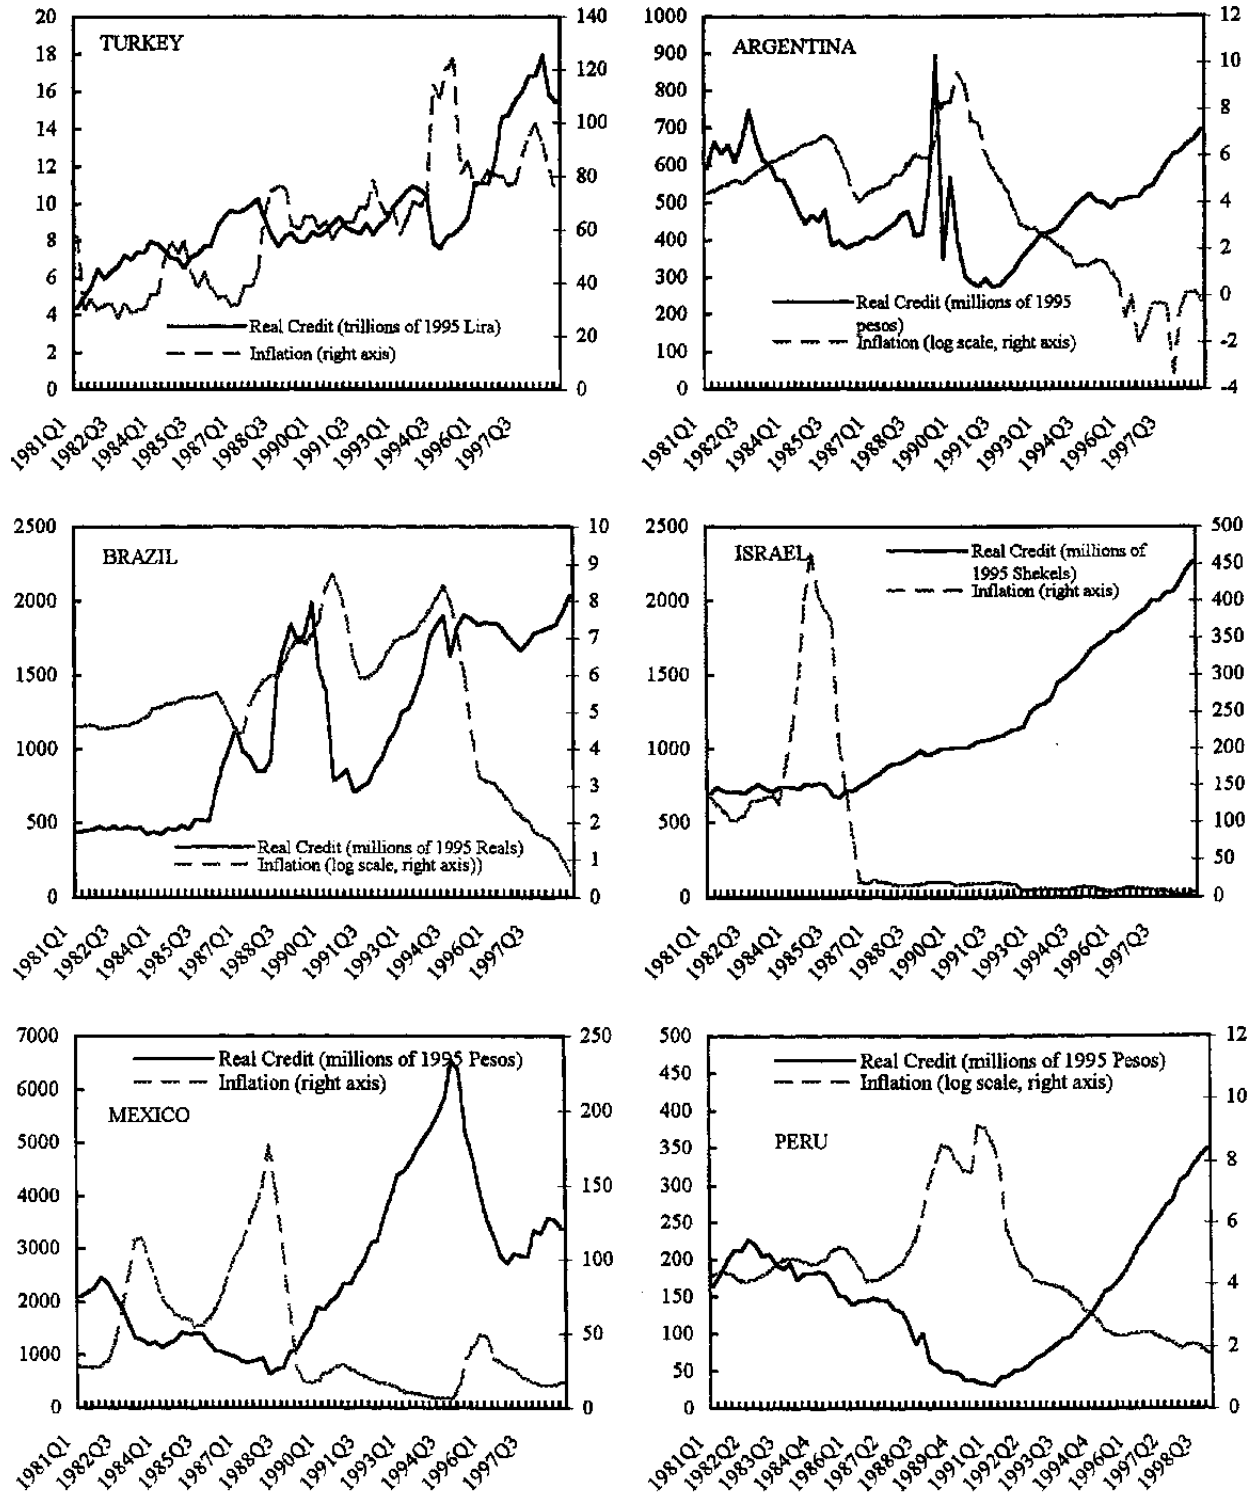 TURKEY
20
18
16
14
12
10
8
6
4
2
0
140
120
100
80
60
40
20
0
Real Credit (trillions of 1995 Lira)
Inflation (right axis)
1981Q1
1982Q3
1984Q1
1985Q3
1987Q1
1988Q3
1990Q1
1991Q3
1993Q1
1994Q3
1996Q1
1997Q3
ARGENTINA
1000
900
800
700
600
500
400
300
200
100
0
12
10
8
6
4
2
0
-2
-4
Real Credit (millions of 1995
pesos)
Inflation (log scale, right axis)
1981Q1
1982Q3
1984Q1
1985Q3
1987Q1
1988Q3
1990Q1
1991Q3
1993Q1
1994Q3
1996Q1
1997Q3
BRAZIL
2500
2000
1500
1000
500
0
10
9
8
7
6
5
4
3
2
1
0
Real Credit (millions of 1995 Reals)
Inflation (log scale, right axis))
1981Q1
1982Q3
1984Q1
1985Q3
1987Q1
1988Q3
1990Q1
1991Q3
1993Q1
1994Q3
1996Q1
1997Q3
ISRAEL
2500
2000
1500
1000
500
0
500
450
400
350
300
250
200
150
100
50
0
Real Credit (millions of
1995 Shekels)
Inflation (right axis)
1981Q1
1982Q3
1984Q1
1985Q3
1987Q1
1988Q3
1990Q1
1991Q3
1993Q1
1994Q3
1996Q1
1997Q3
MEXICO
7000
6000
5000
4000
3000
2000
1000
0
250
200
150
100
50
0
Real Credit (millions of 1995 Pesos)
Inflation (right axis)
1981Q1
1982Q3
1984Q1
1985Q3
1987Q1
1988Q3
1990Q1
1991Q3
1993Q1
1994Q3
1996Q1
1997Q3
PERU
500
450
400
350
300
250
200
150
100
50
0
12
10
8
6
4
2
0
Real Credit (millions of 1995 Pesos)
Inflation (log scale, right axis)
1981Q1
1982Q2
1983Q3
1984Q4
1986Q1
1987Q2
1988Q3
1989Q4
1991Q1
1992Q2
1993Q3
1994Q4
1996Q1
1997Q2
1998Q3